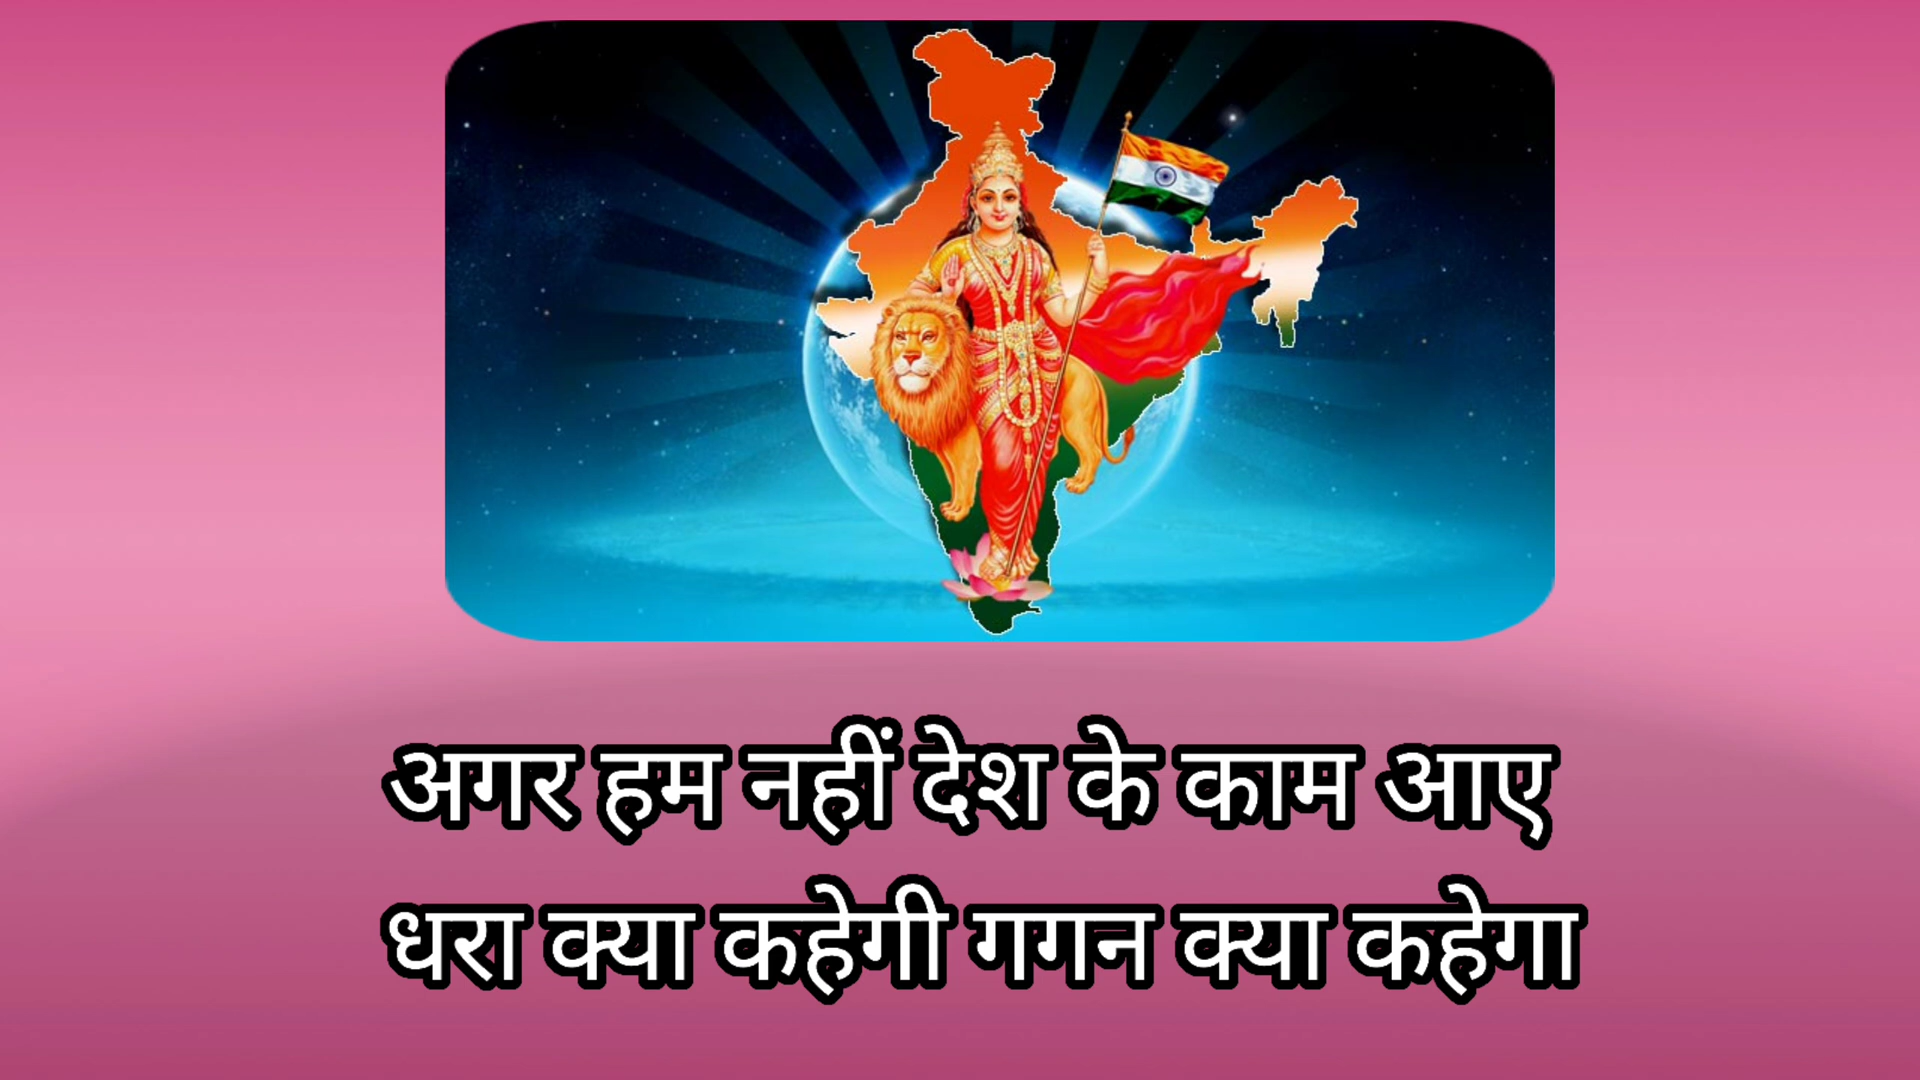 अगर हम नहीं देश के काम आए
धरा क्या कहेगी गगन क्या कहेगा